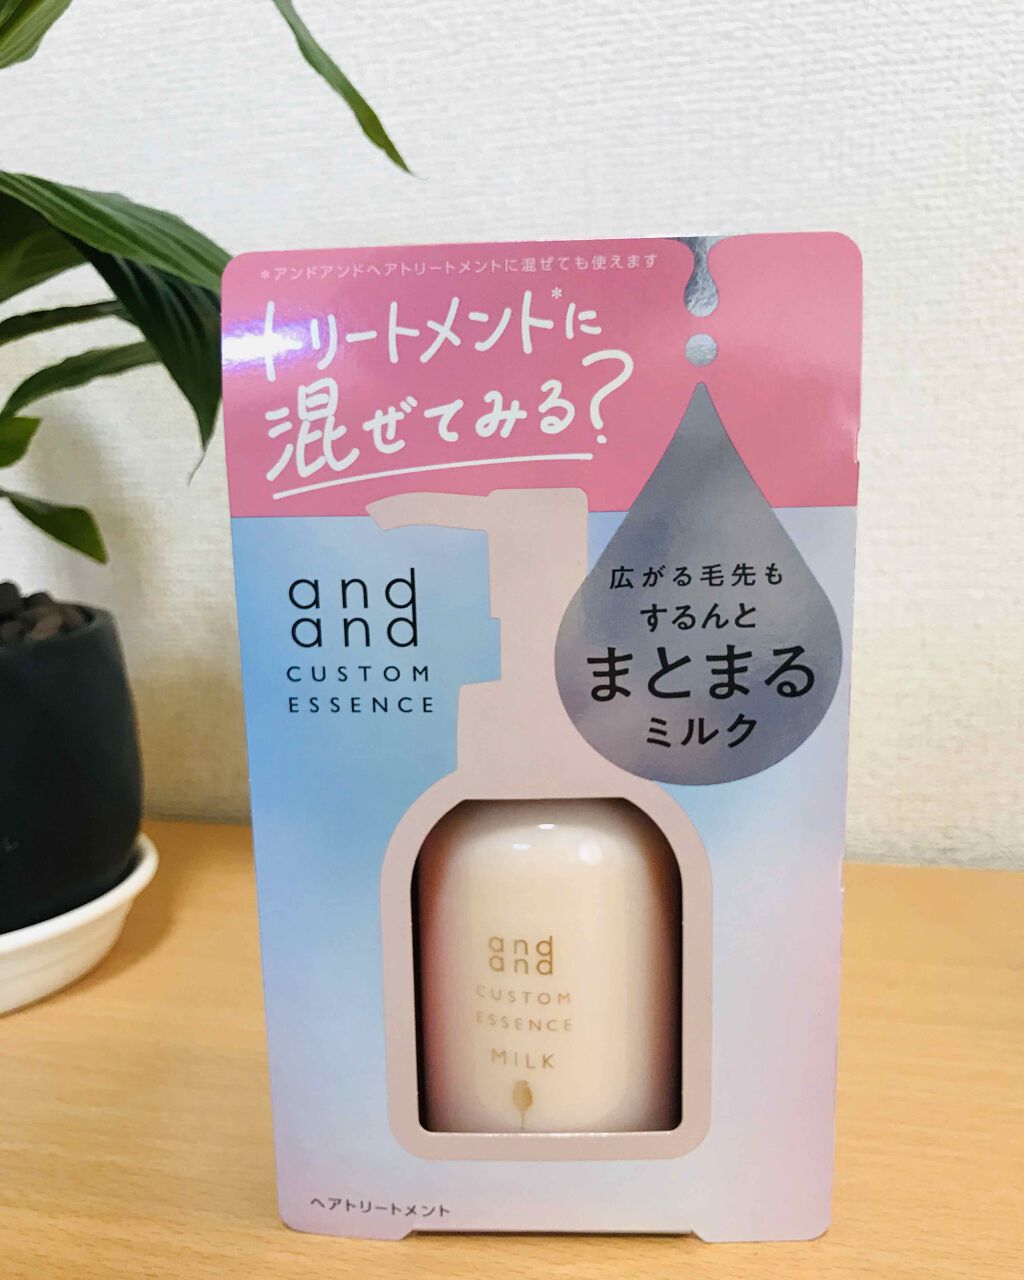 *アンドアンドヘアトリートメントに混ぜても使えます
トリートメント*に
混ぜてみる?
and
and
CUSTOM
ESSENCE
広がる毛先も
するんと
まとまる
ミルク
and
and
CUSTOM
ESSENCE
MILK
ヘアトリートメント